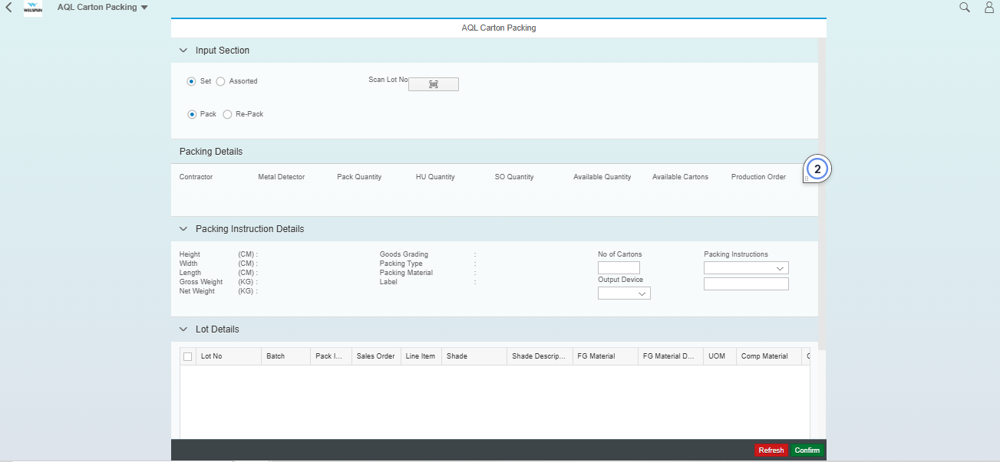 WELSPUN AQL Carton Packing
AQL Carton Packing
Input Section
Set Assorted Scan Lot No
Pack Re-Pack
Packing Details
2
Contractor Metal Detector Pack Quantity HU Quantity SO Quantity Available Quantity Available Cartons Production Order
Packing Instruction Details
Height (CM) : Goods Grading : No of Cartons Packing Instructions
Width (CM) : Packing Type :
Length (CM) : Packing Material :
Gross Weight (KG) : Label : Output Device
Net Weight (KG) :
Lot Details
Lot No Batch Pack I... Sales Order Line Item Shade Shade Descrip... FG Material FG Material D... UOM Comp Material
Refresh Confirm